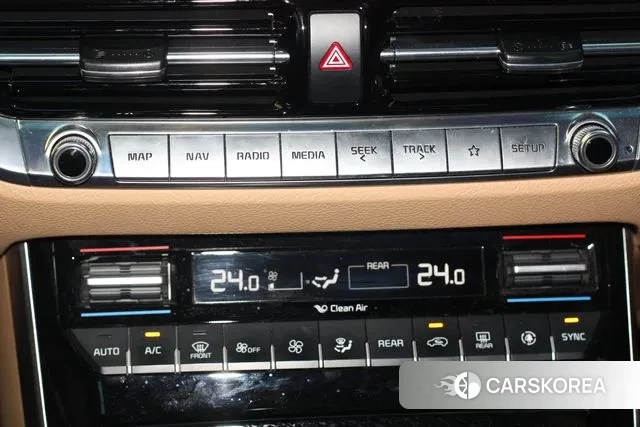 MAP NAV RADIO MEDIA SEEK TRACK SETUP
24.0 REAR 24.0
Clean Air
AUTO A/C FRONT OFF REAR REAR SYNC
CARSKOREA